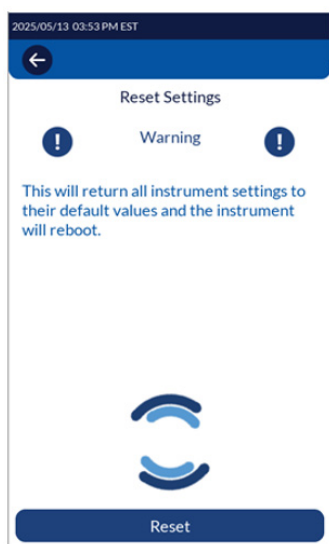 2025/05/13 03:53 PM EST
Reset Settings
! Warning !
This will return all instrument settings to
their default values and the instrument
will reboot.
Reset